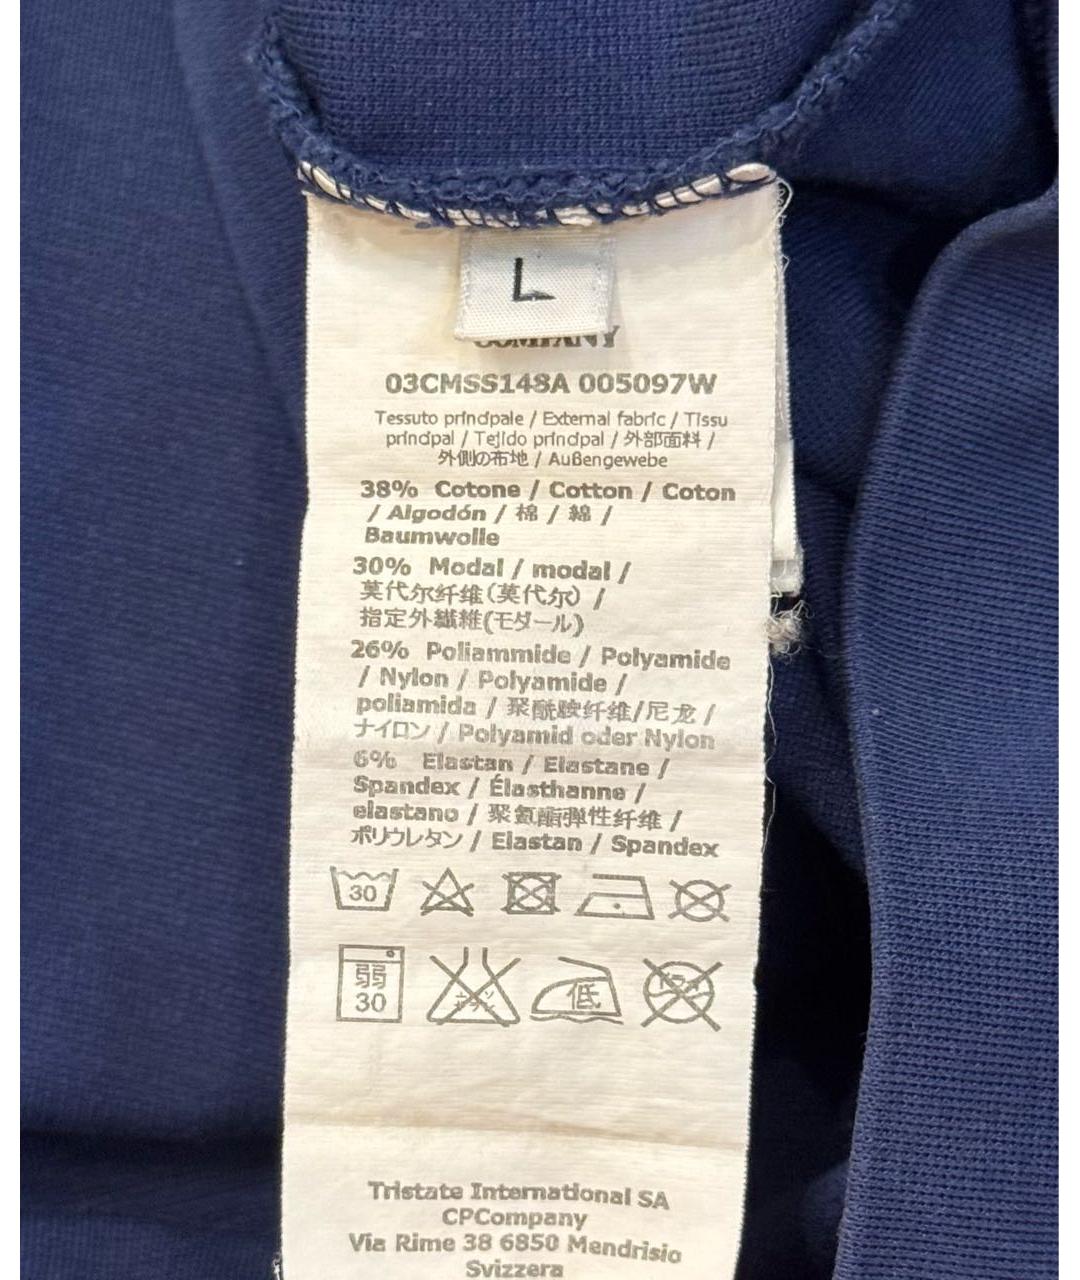 L
COMPANY
03CMSS148A 005097W
Tessuto principale / External fabric / Tissu
principal / Tejido principal / 外部面料 /
外側の布地 / Außengewebe
38% Cotone / Cotton / Coton
/ Algodón / 棉 / 綿 /
Baumwolle
30% Modal / modal /
莫代尔纤维(莫代尔) /
指定外繊維(モダール)
26% Poliammide / Polyamide
/ Nylon / Polyamide /
poliamida / 聚酰胺纤维/尼龙 /
ナイロン / Polyamid oder Nylon
6% Elastan / Elastane /
Spandex / Élasthanne /
elastano / 聚氨酯弹性纤维 /
ポリウレタン / Elastan / Spandex
30
弱 30
低
Tristate International SA
CPCompany
Via Rime 38 6850 Mendrisio
Svizzera